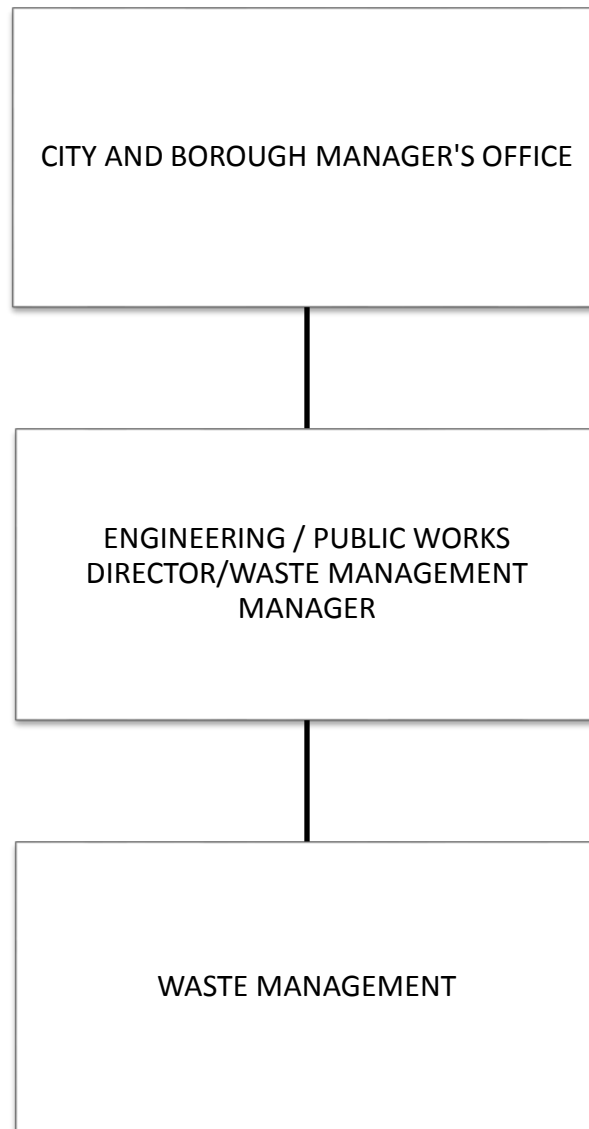 CITY AND BOROUGH MANAGER'S OFFICE
ENGINEERING / PUBLIC WORKS
DIRECTOR/WASTE MANAGEMENT
MANAGER
WASTE MANAGEMENT